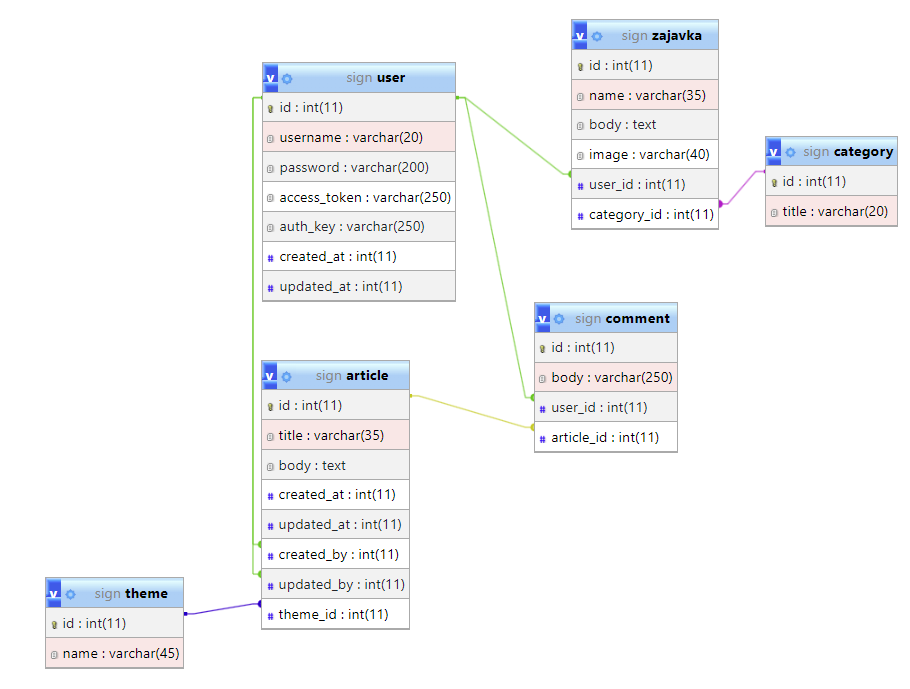 sign user
id : int(11)
username : varchar(20)
password : varchar(200)
access_token : varchar(250)
auth_key : varchar(250)
created_at : int(11)
updated_at : int(11)
sign zajavka
id : int(11)
name : varchar(35)
body : text
image : varchar(40)
user_id : int(11)
category_id : int(11)
sign category
id : int(11)
title : varchar(20)
sign comment
id : int(11)
body : varchar(250)
user_id : int(11)
article_id : int(11)
sign article
id : int(11)
title : varchar(35)
body : text
created_at : int(11)
updated_at : int(11)
created_by : int(11)
updated_by : int(11)
theme_id : int(11)
sign theme
id : int(11)
name : varchar(45)